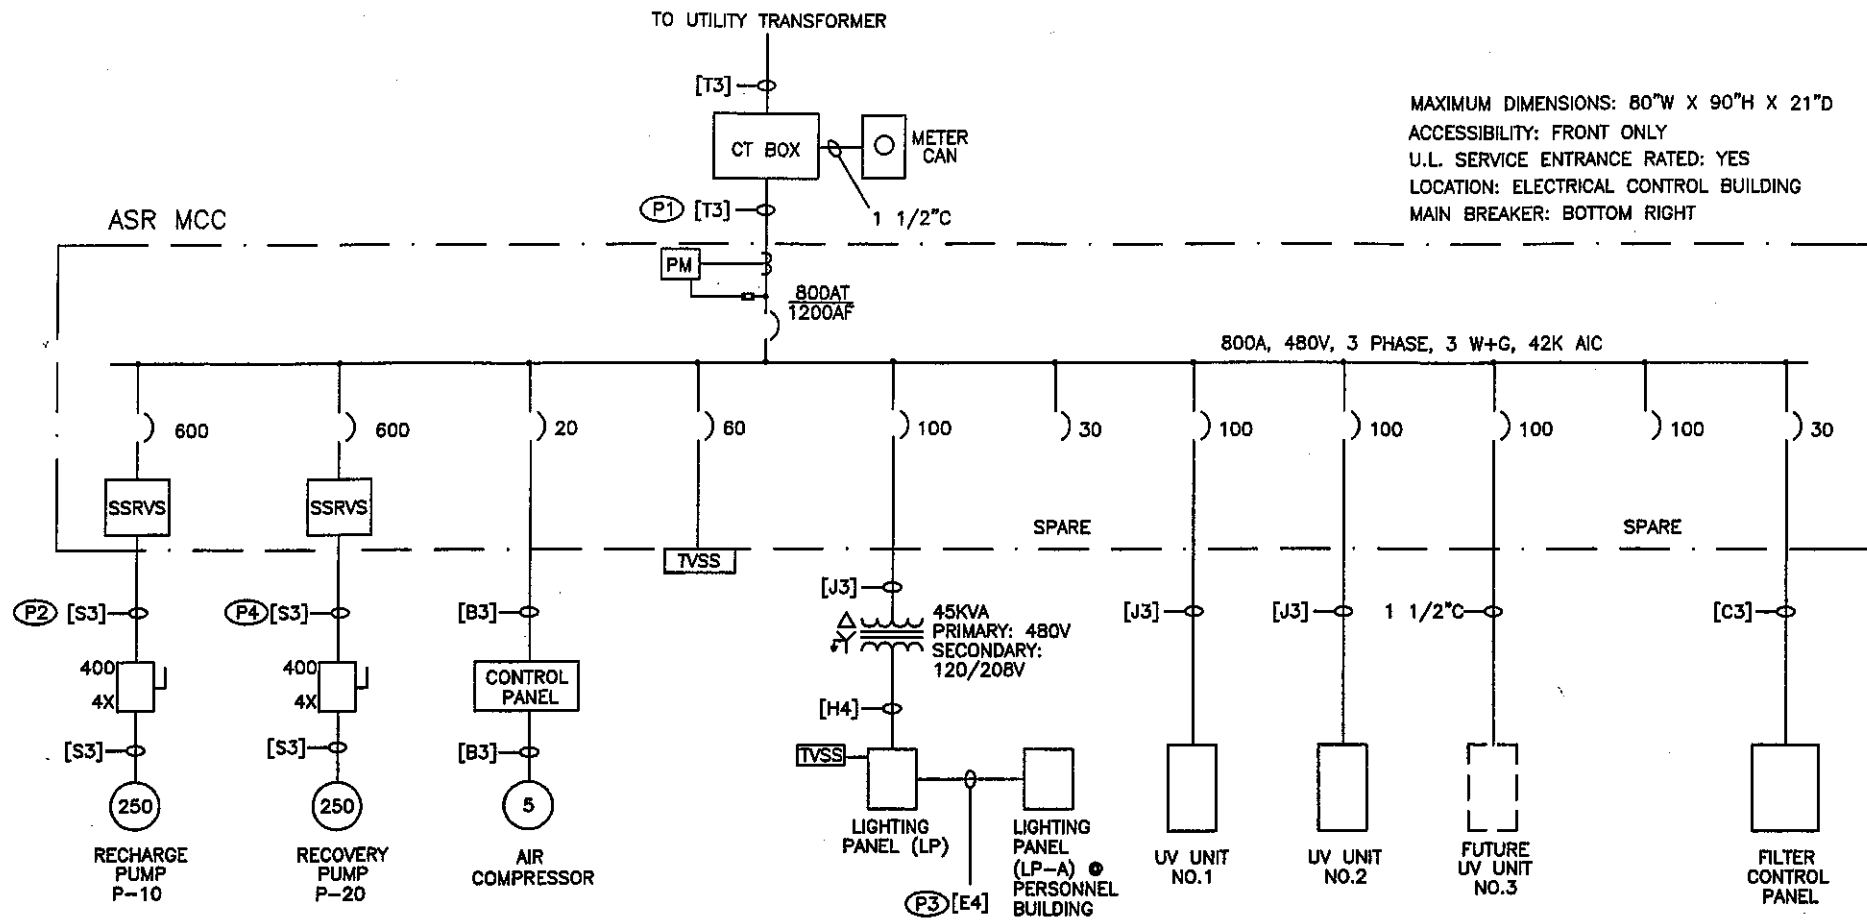 TO UTILITY TRANSFORMER
[T3]
CT BOX
METER
CAN
MAXIMUM DIMENSIONS: 80"W X 90"H X 21"D
ACCESSIBILITY: FRONT ONLY
U.L. SERVICE ENTRANCE RATED: YES
LOCATION: ELECTRICAL CONTROL BUILDING
MAIN BREAKER: BOTTOM RIGHT
P1 [T3]
1 1/2"C
ASR MCC
PM
800AT
1200AF
800A, 480V, 3 PHASE, 3 W+G, 42K AIC
600
600
20
60
100
30
100
100
100
100
30
SSRVS
SSRVS
SPARE
SPARE
TVSS
P2 [S3]
P4 [S3]
[B3]
[J3]
45KVA
PRIMARY: 480V
SECONDARY:
120/208V
[J3]
[J3]
1 1/2"C
[C3]
400
4X
400
4X
CONTROL
PANEL
[H4]
[S3]
[S3]
[B3]
TVSS
250
250
5
RECHARGE
PUMP
P-10
RECOVERY
PUMP
P-20
AIR
COMPRESSOR
LIGHTING
PANEL (LP)
LIGHTING
PANEL
(LP-A) @
PERSONNEL
BUILDING
P3 [E4]
UV UNIT
NO.1
UV UNIT
NO.2
FUTURE
UV UNIT
NO.3
FILTER
CONTROL
PANEL